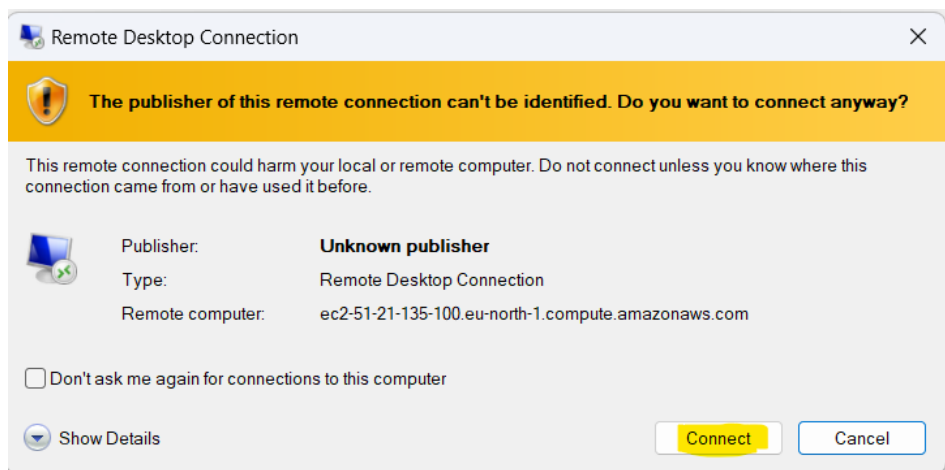 Remote Desktop Connection
The publisher of this remote connection can't be identified. Do you want to connect anyway?
This remote connection could harm your local or remote computer. Do not connect unless you know where this
connection came from or have used it before.
Publisher: Unknown publisher
Type: Remote Desktop Connection
Remote computer: ec2-51-21-135-100.eu-north-1.compute.amazonaws.com
Don't ask me again for connections to this computer
Show Details Connect Cancel